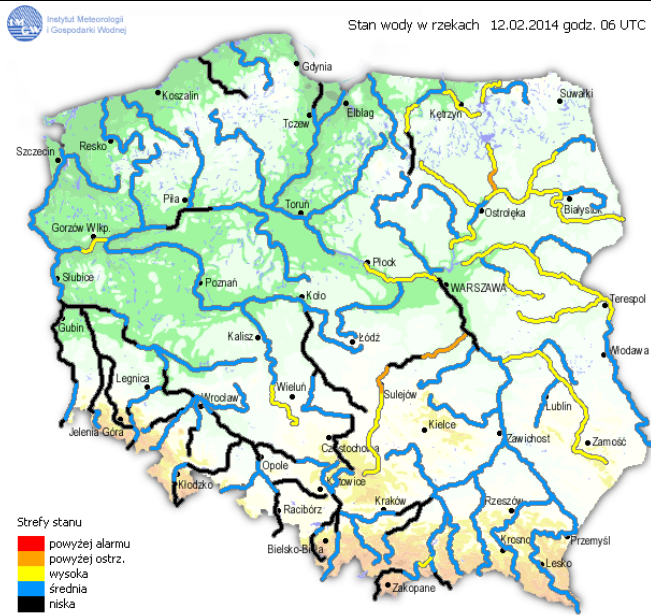 Instytut Meteorologii
i Gospodarki Wodnej
IMGW
Stan wody w rzekach 12.02.2014 godz. 06 UTC
Gdynia
Koszalin
Suwałki
Elbląg
Kętrzyn
Tczew
Resko
Szczecin
Piła
Toruń
Ostrołęka
Białystok
Gorzów Wlkp.
Płock
Słubice
Poznań
Koło
WARSZAWA
Terespol
Gubin
Kalisz
Łódź
Włodawa
Legnica
Wieluń
Sulejów
Wrocław
Lublin
Jelenia Góra
Kielce
Zawichost
Zamość
Częstochowa
Opole
Kłodzko
Katowice
Racibórz
Kraków
Rzeszów
Bielsko-Biała
Krosno
Przemyśl
Lesko
Zakopane
Strefy stanu
powyżej alarmu
powyżej ostrz.
wysoka
średnia
niska